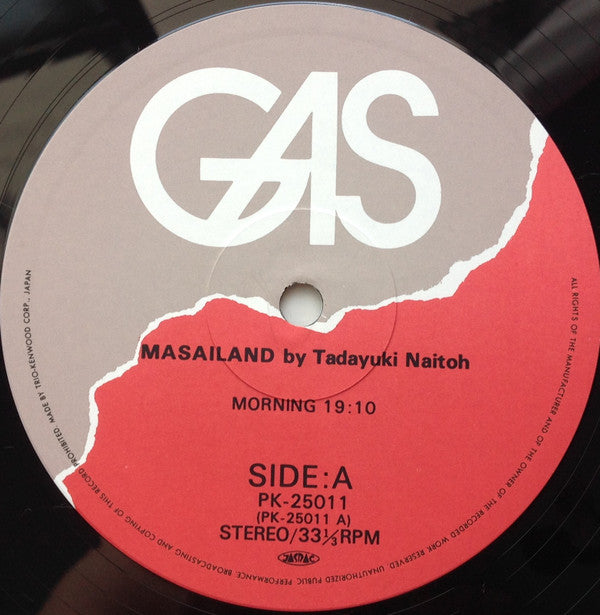 GAS
MASAILAND by Tadayuki Naitoh
MORNING 19:10
SIDE:A
PK-25011
(PK-25011 A)
STEREO/33⅓RPM
JASRAC
ALL RIGHTS OF THE MANUFACTURER AND OF THE OWNER OF THE RECORDED WORK RESERVED. UNAUTHORIZED PUBLIC PERFORMANCE, BROADCASTING AND COPYING OF THIS RECORD PROHIBITED. MADE BY TRIO-KENWOOD CORP., JAPAN